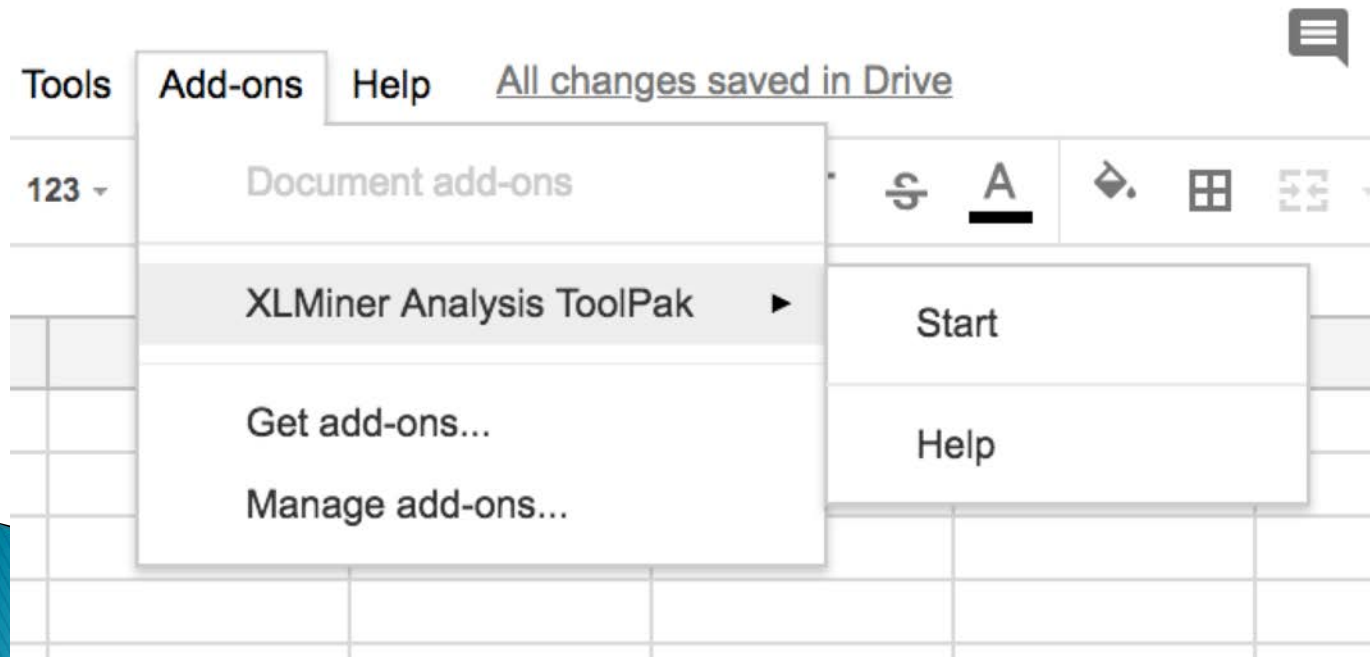 Tools Add-ons Help All changes saved in Drive
123 Document add-ons S A
XLMiner Analysis ToolPak
Start
Get add-ons...
Help
Manage add-ons...